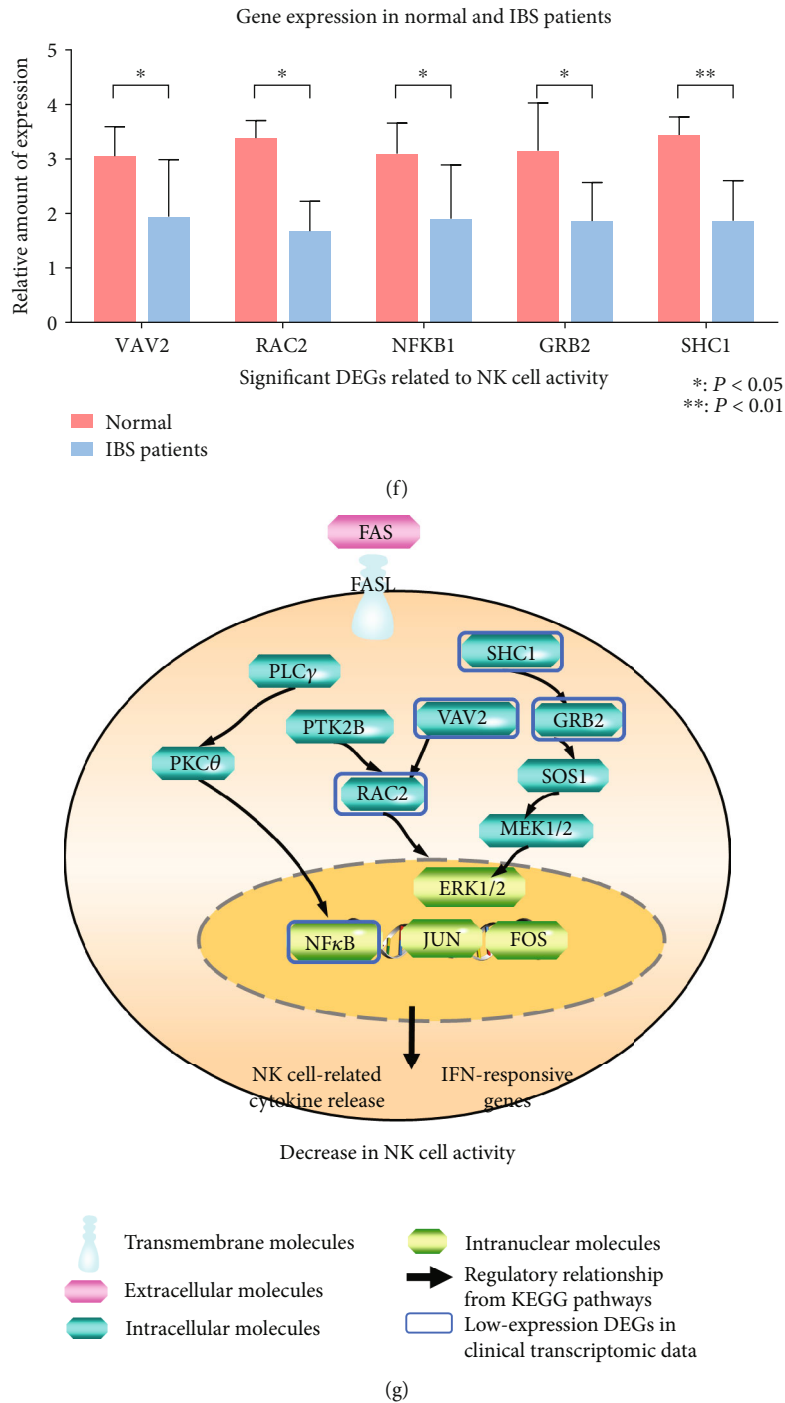 Gene expression in normal and IBS patients
5
4
3
2
1
0
Relative amount of expression
*
*
*
*
**
VAV2
RAC2
NFKB1
GRB2
SHC1
Significant DEGs related to NK cell activity
*: P < 0.05
**: P < 0.01
Normal
IBS patients
(f)
FAS
FASL
SHC1
PLCγ
VAV2
GRB2
PTK2B
PKCθ
SOS1
RAC2
MEK1/2
ERK1/2
NFκB
JUN
FOS
NK cell-related
cytokine release
IFN-responsive
genes
Decrease in NK cell activity
Transmembrane molecules
Extracellular molecules
Intracellular molecules
Intranuclear molecules
Regulatory relationship
from KEGG pathways
Low-expression DEGs in
clinical transcriptomic data
(g)